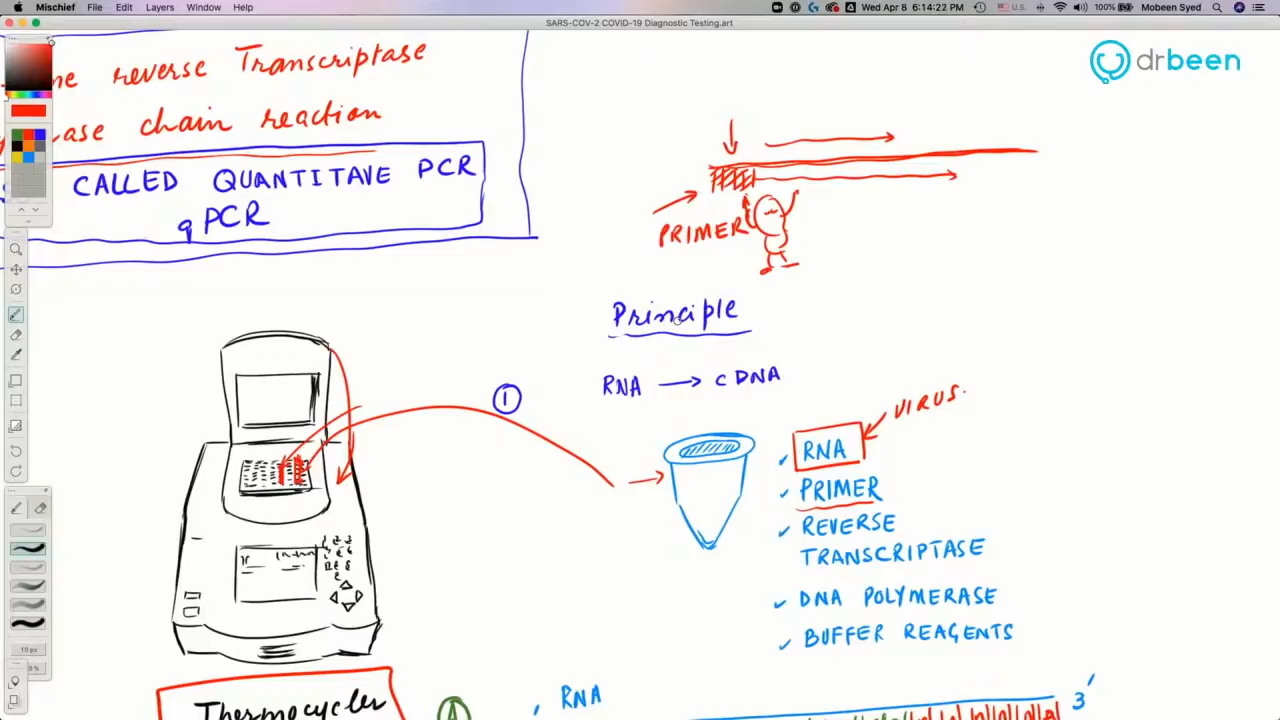 Mischief File Edit Layers Window Help
100% Wed Apr 8 6:14:22 PM Mobeen Syed
SARS-COV-2 COVID-19 Diagnostic Testing.art
drbeen
reverse Transcriptase
chain reaction
CALLED QUANTITAVE PCR
qPCR
PRIMER
Principle
RNA → cDNA
1
VIRUS.
RNA
PRIMER
REVERSE
TRANSCRIPTASE
DNA POLYMERASE
BUFFER REAGENTS
10 px
Thermocycler
A
RNA
3'